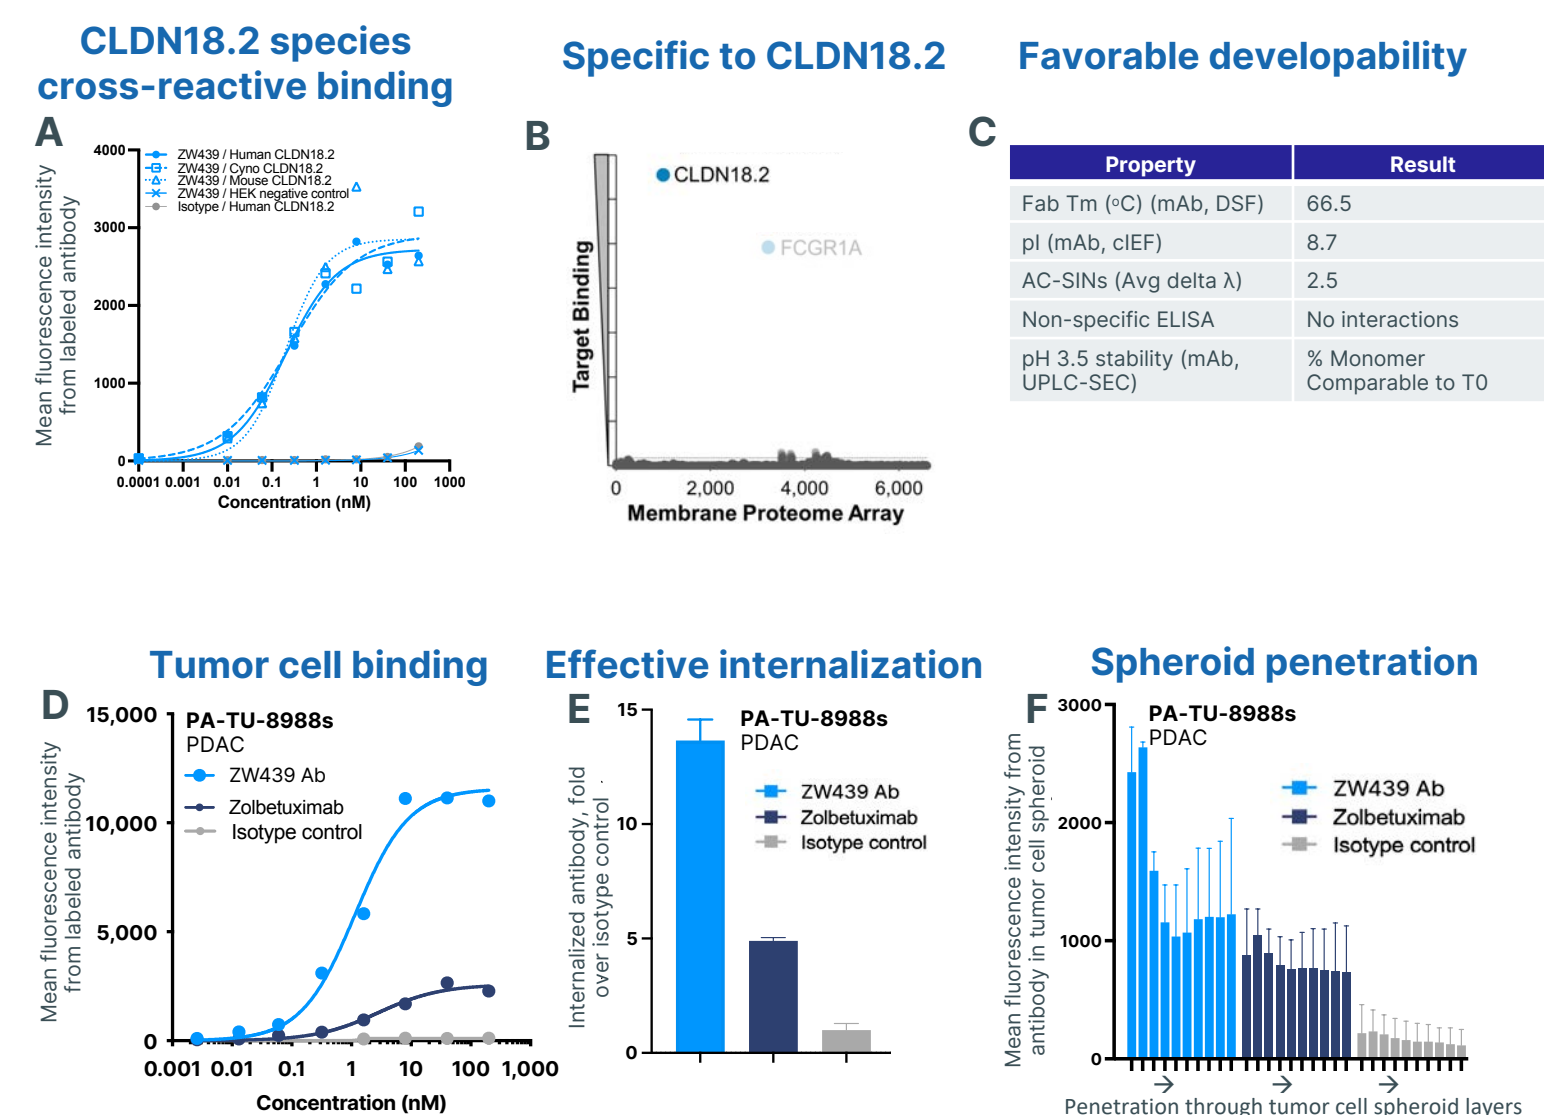 CLDN18.2 species
cross-reactive binding
Specific to CLDN18.2
Favorable developability
A
Mean fluorescence intensity
from labeled antibody
4000
3000
2000
1000
0
ZW439 / Human CLDN18.2
ZW439 / Cyno CLDN18.2
ZW439 / Mouse CLDN18.2
ZW439 / HEK negative control
Isotype / Human CLDN18.2
0.0001 0.001 0.01 0.1 1 10 100 1000
Concentration (nM)
B
Target Binding
CLDN18.2
FCGR1A
0 2,000 4,000 6,000
Membrane Proteome Array
C
Property Result
Fab Tm (ºC) (mAb, DSF) 66.5
pI (mAb, cIEF) 8.7
AC-SINs (Avg delta λ) 2.5
Non-specific ELISA No interactions
pH 3.5 stability (mAb, % Monomer
UPLC-SEC) Comparable to T0
Tumor cell binding
Effective internalization
Spheroid penetration
D
Mean fluorescence intensity
from labeled antibody
15,000
10,000
5,000
0
PA-TU-8988s
PDAC
ZW439 Ab
Zolbetuximab
Isotype control
0.001 0.01 0.1 1 10 100 1,000
Concentration (nM)
E
Internalized antibody, fold
over isotype control
15
10
5
0
PA-TU-8988s
PDAC
ZW439 Ab
Zolbetuximab
Isotype control
F
Mean fluorescence intensity from
antibody in tumor cell spheroid
3000
2000
1000
0
PA-TU-8988s
PDAC
ZW439 Ab
Zolbetuximab
Isotype control
→ → →
Penetration through tumor cell spheroid layers